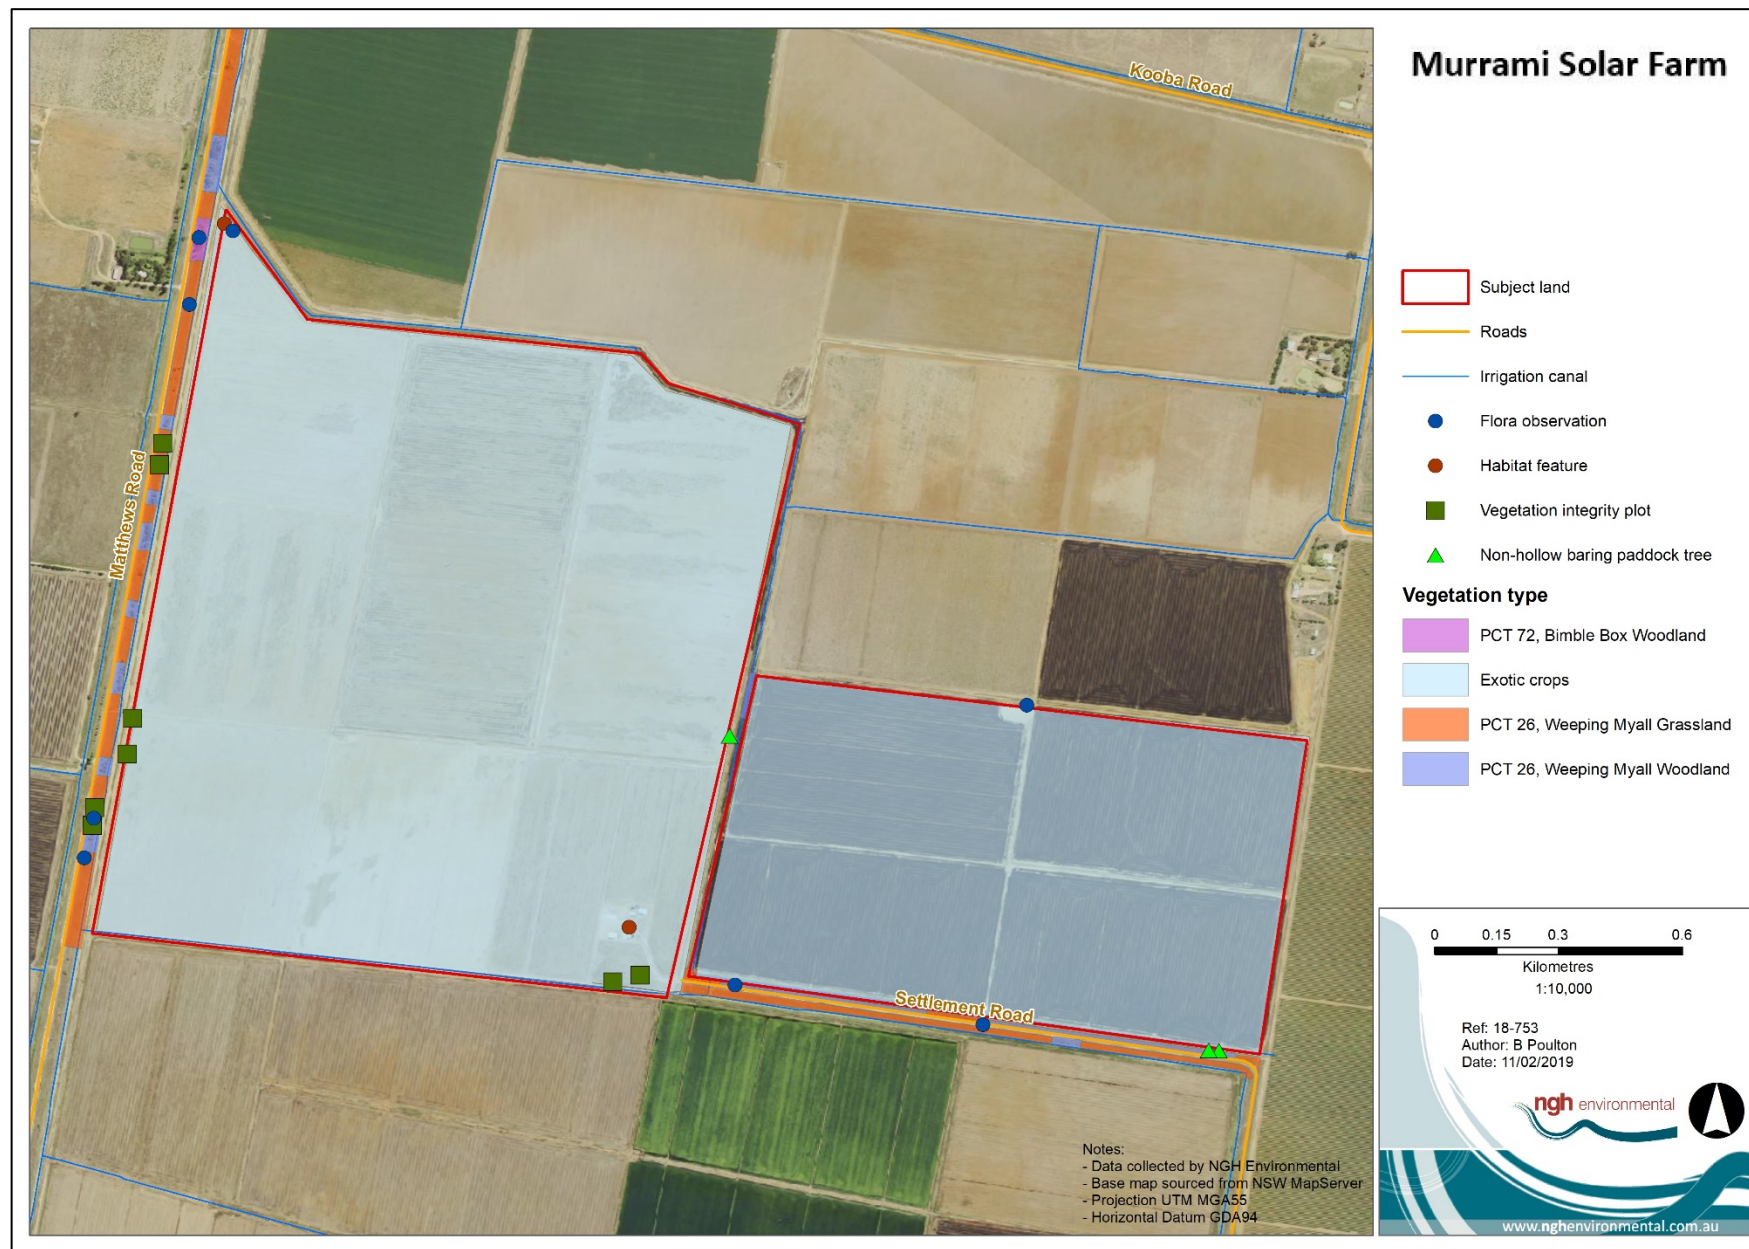 Murrami Solar Farm
Kooba Road
Matthews Road
Settlement Road
Subject land
Roads
Irrigation canal
Flora observation
Habitat feature
Vegetation integrity plot
Non-hollow baring paddock tree
Vegetation type
PCT 72, Bimble Box Woodland
Exotic crops
PCT 26, Weeping Myall Grassland
PCT 26, Weeping Myall Woodland
0 0.15 0.3 0.6
Kilometres
1:10,000
Ref: 18-753
Author: B Poulton
Date: 11/02/2019
ngh environmental
www.nghenvironmental.com.au
Notes:
- Data collected by NGH Environmental
- Base map sourced from NSW MapServer
- Projection UTM MGA55
- Horizontal Datum GDA94